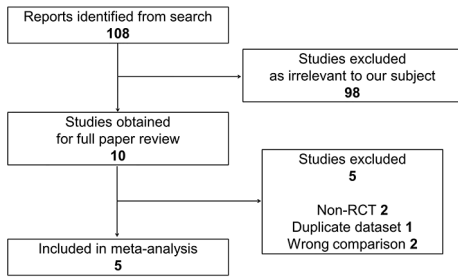 Reports identified from search
108
Studies excluded
as irrelevant to our subject
98
Studies obtained
for full paper review
10
Studies excluded
5
Non-RCT 2
Duplicate dataset 1
Wrong comparison 2
Included in meta-analysis
5